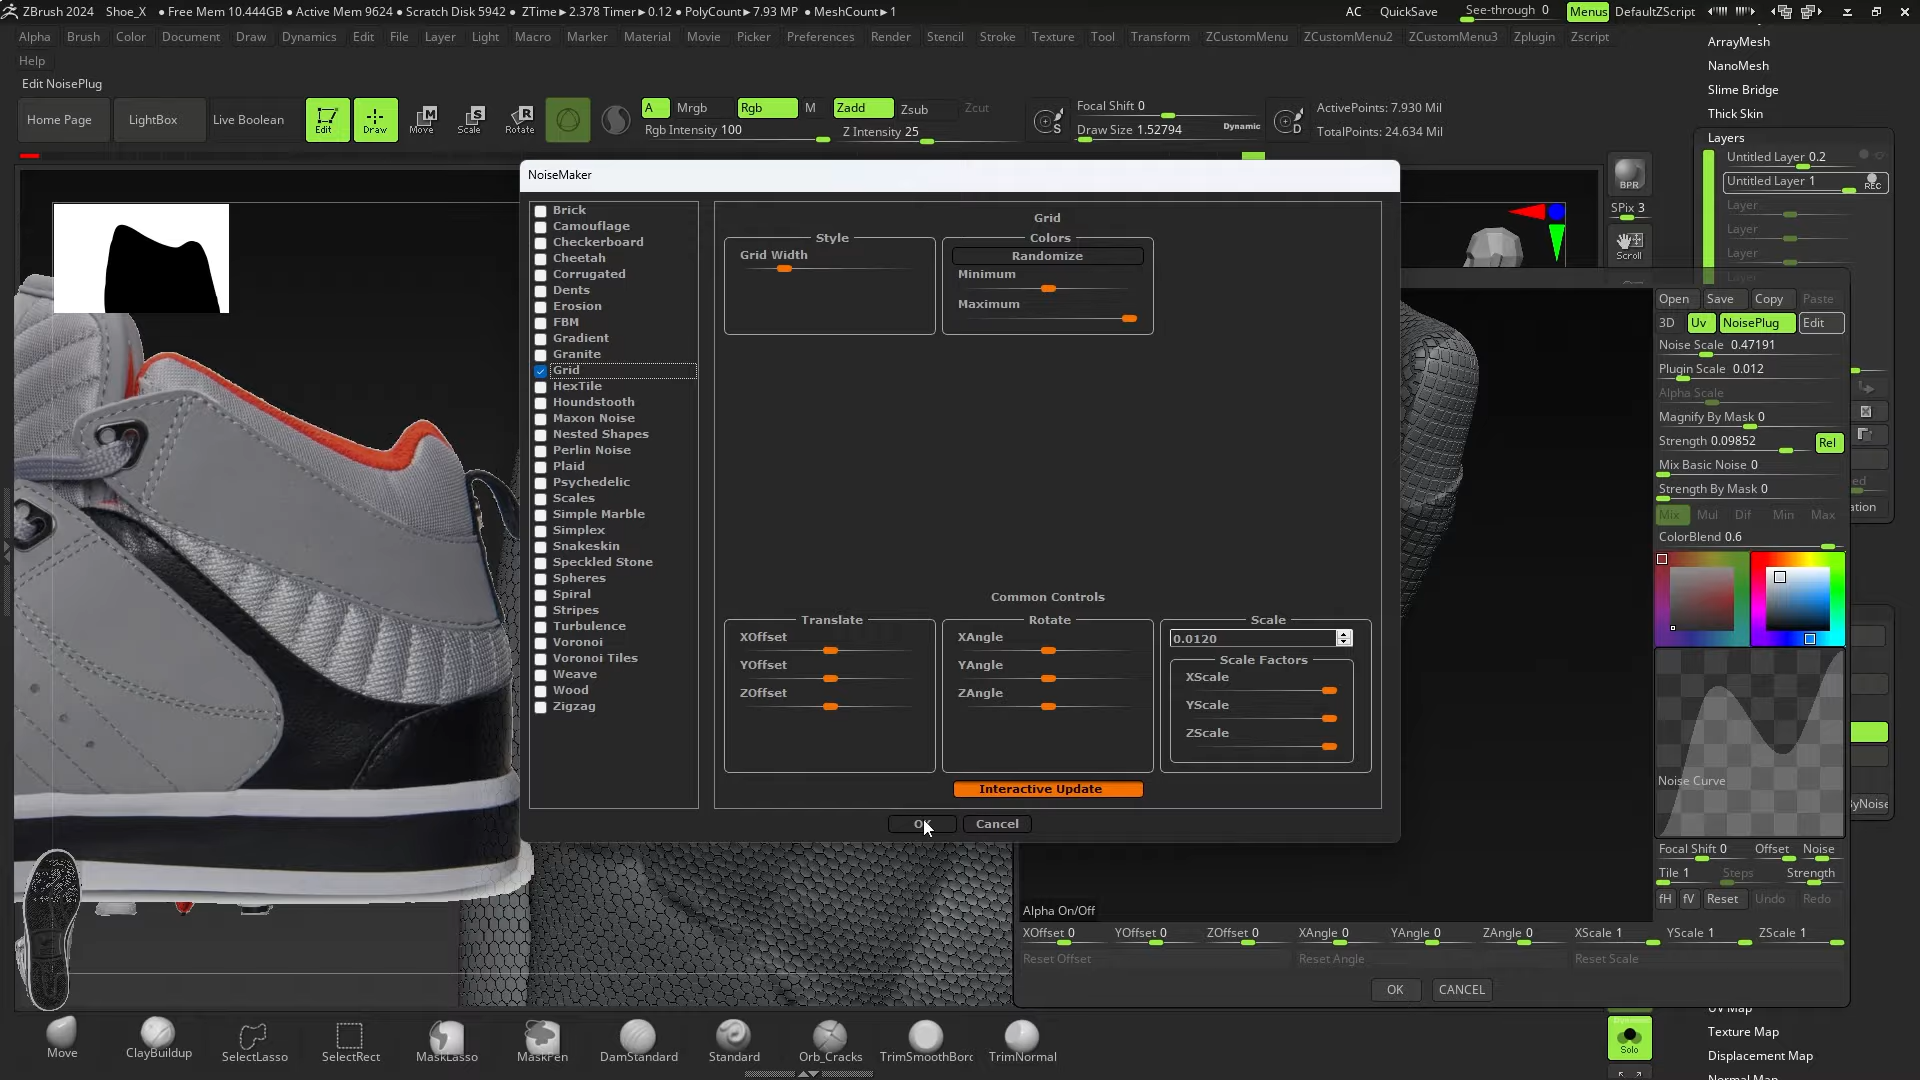 ZBrush 2024 Shoe_X ● Free Mem 10.444GB ● Active Mem 9624 ● Scratch Disk 5942 ● ZTime►2.378 Timer►0.12 ● PolyCount►7.93 MP ● MeshCount►1
AC QuickSave See-through 0 Menus DefaultZScript
Alpha Brush Color Document Draw Dynamics Edit File Layer Light Macro Marker Material Movie Picker Preferences Render Stencil Stroke Texture Tool Transform ZCustomMenu ZCustomMenu2 ZCustomMenu3 Zplugin Zscript
Help
Edit NoisePlug
Home Page LightBox Live Boolean Edit Draw Move Scale Rotate
A Mrgb Rgb M Zadd Zsub Zcut
Rgb Intensity 100 Z Intensity 25
S Focal Shift 0
Draw Size 1.52794 Dynamic D
ActivePoints: 7.930 Mil
TotalPoints: 24.634 Mil
ArrayMesh
NanoMesh
Slime Bridge
Thick Skin
Layers
Untitled Layer 0.2
Untitled Layer 1 REC
Layer
Layer
Layer
BPR
SPix 3
Scroll
NoiseMaker
Brick
Camouflage
Checkerboard
Cheetah
Corrugated
Dents
Erosion
FBM
Gradient
Granite
Grid
HexTile
Houndstooth
Maxon Noise
Nested Shapes
Perlin Noise
Plaid
Psychedelic
Scales
Simple Marble
Simplex
Snakeskin
Speckled Stone
Spheres
Spiral
Stripes
Turbulence
Voronoi
Voronoi Tiles
Weave
Wood
Zigzag
Grid
Style
Grid Width
Colors
Randomize
Minimum
Maximum
Common Controls
Translate
XOffset
YOffset
ZOffset
Rotate
XAngle
YAngle
ZAngle
Scale
0.0120
Scale Factors
XScale
YScale
ZScale
Interactive Update
OK Cancel
Open Save Copy Paste
3D Uv NoisePlug Edit
Noise Scale 0.47191
Plugin Scale 0.012
Alpha Scale
Magnify By Mask 0
Strength 0.09852 Rel
Mix Basic Noise 0
Strength By Mask 0
Mix Mul Dif Min Max
ColorBlend 0.6
Noise Curve
Focal Shift 0 Offset Noise
Tile 1 Steps Strength
fH fV Reset Undo Redo
Alpha On/Off
XOffset 0 YOffset 0 ZOffset 0 XAngle 0 YAngle 0 ZAngle 0 XScale 1 YScale 1 ZScale 1
Reset Offset Reset Angle Reset Scale
OK CANCEL
ByNoise
Solo
UV Map
Texture Map
Displacement Map
Normal Map
Move ClayBuildup SelectLasso SelectRect MaskLasso MaskPen DamStandard Standard Orb_Cracks TrimSmoothBorc TrimNormal